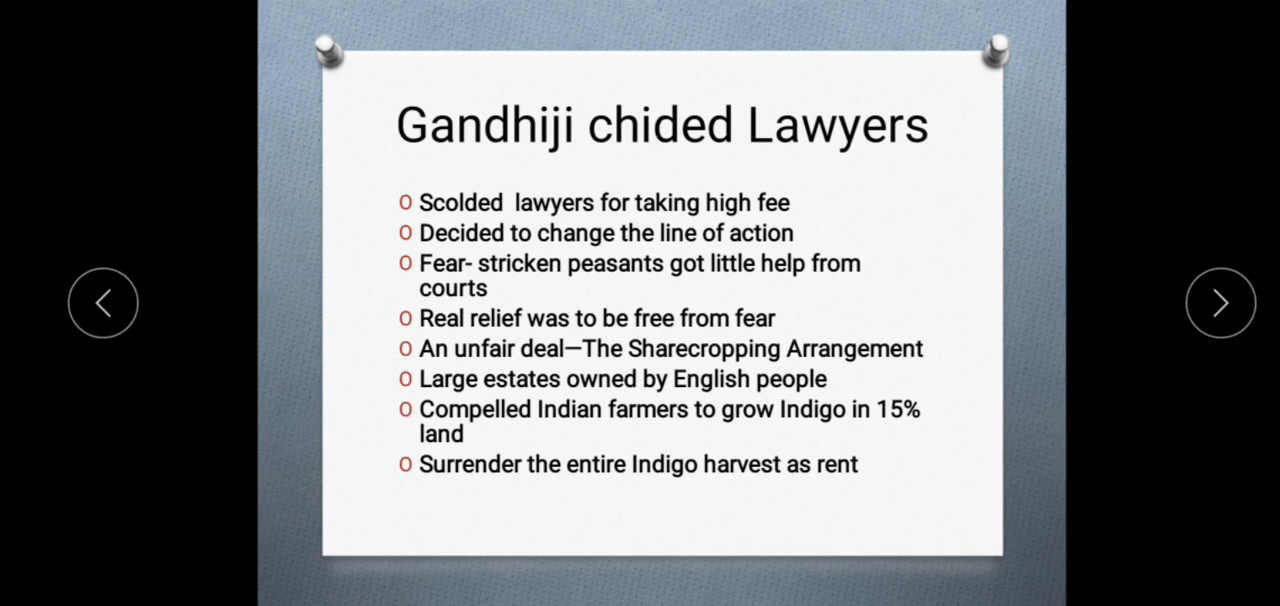 Gandhiji chided Lawyers
O Scolded  lawyers for taking high fee
O Decided to change the line of action
O Fear- stricken peasants got little help from
courts
O Real relief was to be free from fear
O An unfair deal—The Sharecropping Arrangement
O Large estates owned by English people
O Compelled Indian farmers to grow Indigo in 15%
land
O Surrender the entire Indigo harvest as rent